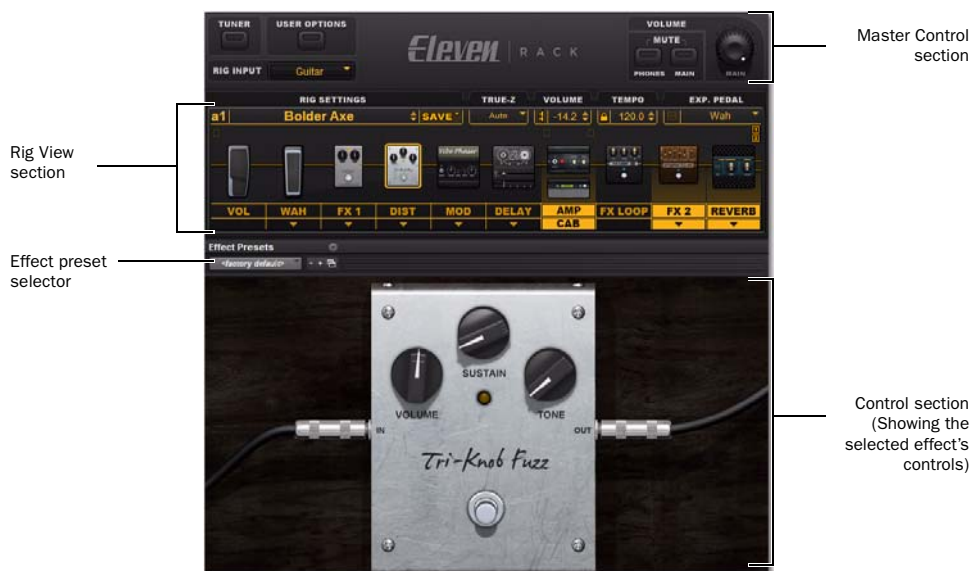 TUNER
USER OPTIONS
VOLUME
MUTE
PHONES
MAIN
MAIN
Eleven | RACK
RIG INPUT
Guitar
Master Control
section
RIG SETTINGS
TRUE-Z
VOLUME
TEMPO
EXP. PEDAL
a1
Bolder Axe
SAVE
Auto
-14.2
120.0
Wah
Rig View
section
Vibe Phaser
VOL
WAH
FX 1
DIST
MOD
DELAY
AMP
CAB
FX LOOP
FX 2
REVERB
Effect Presets
<factory default>
- +
Effect preset
selector
SUSTAIN
VOLUME
TONE
IN
OUT
Tri-Knob Fuzz
Control section
(Showing the
selected effect's
controls)